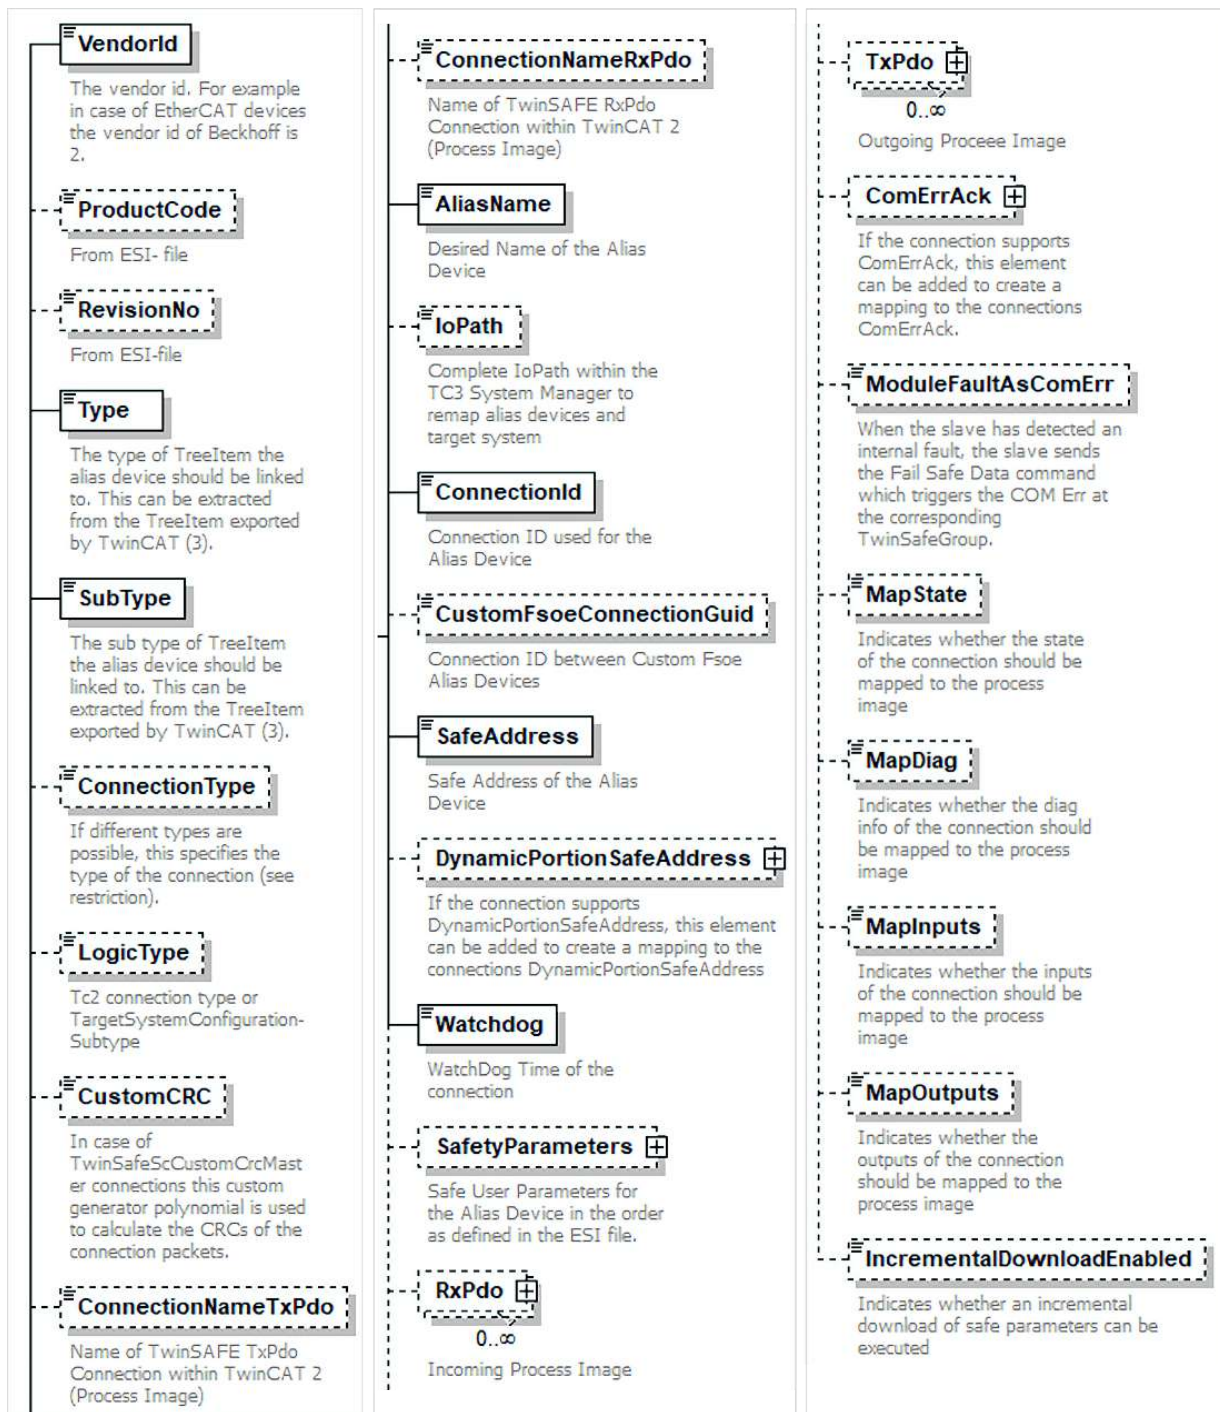 VendorId
The vendor id. For example
in case of EtherCAT devices
the vendor id of Beckhoff is
2.
ProductCode
From ESI- file
RevisionNo
From ESI-file
Type
The type of TreeItem the
alias device should be linked
to. This can be extracted
from the TreeItem exported
by TwinCAT (3).
SubType
The sub type of TreeItem
the alias device should be
linked to. This can be
extracted from the TreeItem
exported by TwinCAT (3).
ConnectionType
If different types are
possible, this specifies the
type of the connection (see
restriction).
LogicType
Tc2 connection type or
TargetSystemConfiguration-
Subtype
CustomCRC
In case of
TwinSafeScCustomCrcMast
er connections this custom
generator polynomial is used
to calculate the CRCs of the
connection packets.
ConnectionNameTxPdo
Name of TwinSAFE TxPdo
Connection within TwinCAT 2
(Process Image)
ConnectionNameRxPdo
Name of TwinSAFE RxPdo
Connection within TwinCAT 2
(Process Image)
AliasName
Desired Name of the Alias
Device
IoPath
Complete IoPath within the
TC3 System Manager to
remap alias devices and
target system
ConnectionId
Connection ID used for the
Alias Device
CustomFsoeConnectionGuid
Connection ID between Custom Fsoe
Alias Devices
SafeAddress
Safe Address of the Alias
Device
DynamicPortionSafeAddress
If the connection supports
DynamicPortionSafeAddress, this element
can be added to create a mapping to the
connections DynamicPortionSafeAddress
Watchdog
WatchDog Time of the
connection
SafetyParameters
Safe User Parameters for
the Alias Device in the order
as defined in the ESI file.
RxPdo
0..∞
Incoming Process Image
TxPdo
0..∞
Outgoing Proceee Image
ComErrAck
If the connection supports
ComErrAck, this element
can be added to create a
mapping to the connections
ComErrAck.
ModuleFaultAsComErr
When the slave has detected an
internal fault, the slave sends
the Fail Safe Data command
which triggers the COM Err at
the corresponding
TwinSafeGroup.
MapState
Indicates whether the state
of the connection should be
mapped to the process
image
MapDiag
Indicates whether the diag
info of the connection should
be mapped to the process
image
MapInputs
Indicates whether the inputs
of the connection should be
mapped to the process
image
MapOutputs
Indicates whether the
outputs of the connection
should be mapped to the
process image
IncrementalDownloadEnabled
Indicates whether an incremental
download of safe parameters can be
executed